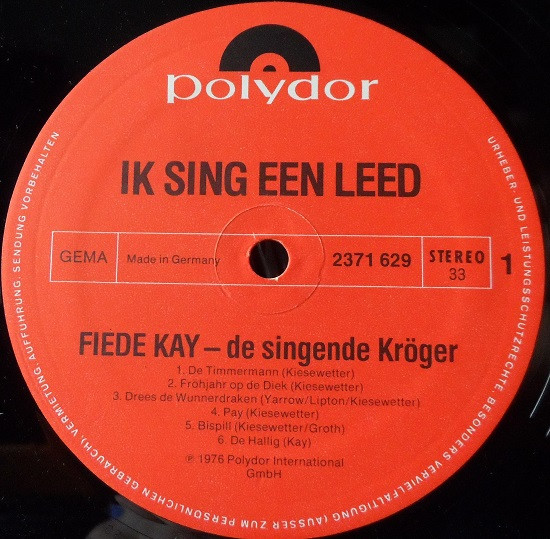 polydor
IK SING EEN LEED
GEMA
Made in Germany
2371 629
STEREO
33
1
FIEDE KAY – de singende Kröger
1. De Timmermann (Kiesewetter)
2. Fröhjahr op de Diek (Kiesewetter)
3. Drees de Wunnerdraken (Yarrow/Lipton/Kiesewetter)
4. Pay (Kiesewetter)
5. Bispill (Kiesewetter/Groth)
6. De Hallig (Kay)
℗ 1976 Polydor International
GmbH
URHEBER- UND LEISTUNGSSCHUTZRECHTE, BESONDERS VERVIELFÄLTIGUNG (AUSSER ZUM PERSÖNLICHEN GEBRAUCH), VERMIETUNG, AUFFÜHRUNG, SENDUNG VORBEHALTEN